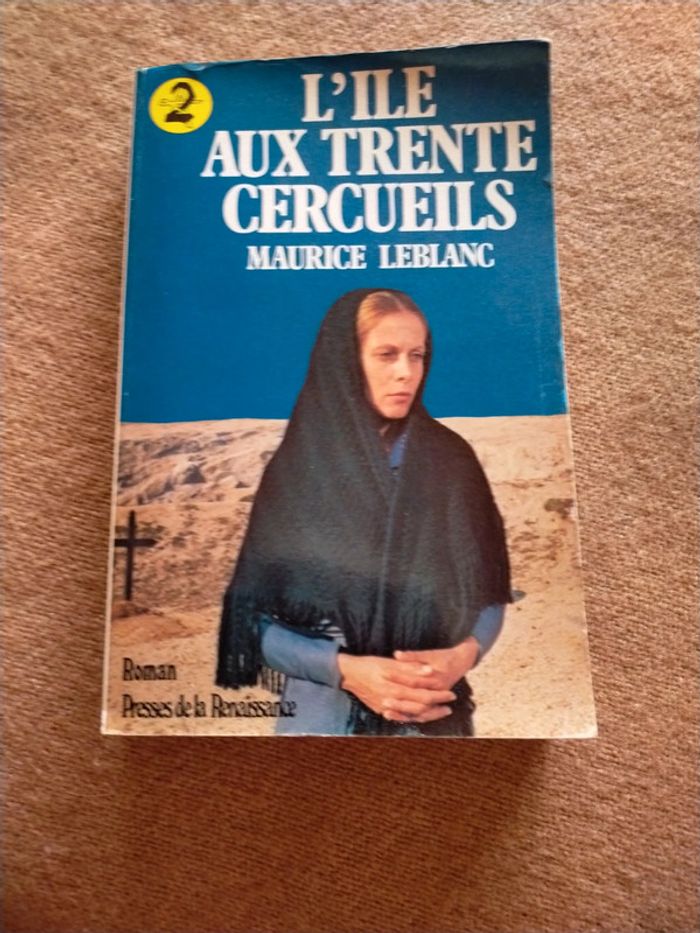 2
L'ILE
AUX TRENTE
CERCUEILS
MAURICE LEBLANC
Roman
Presses de la Renaissance